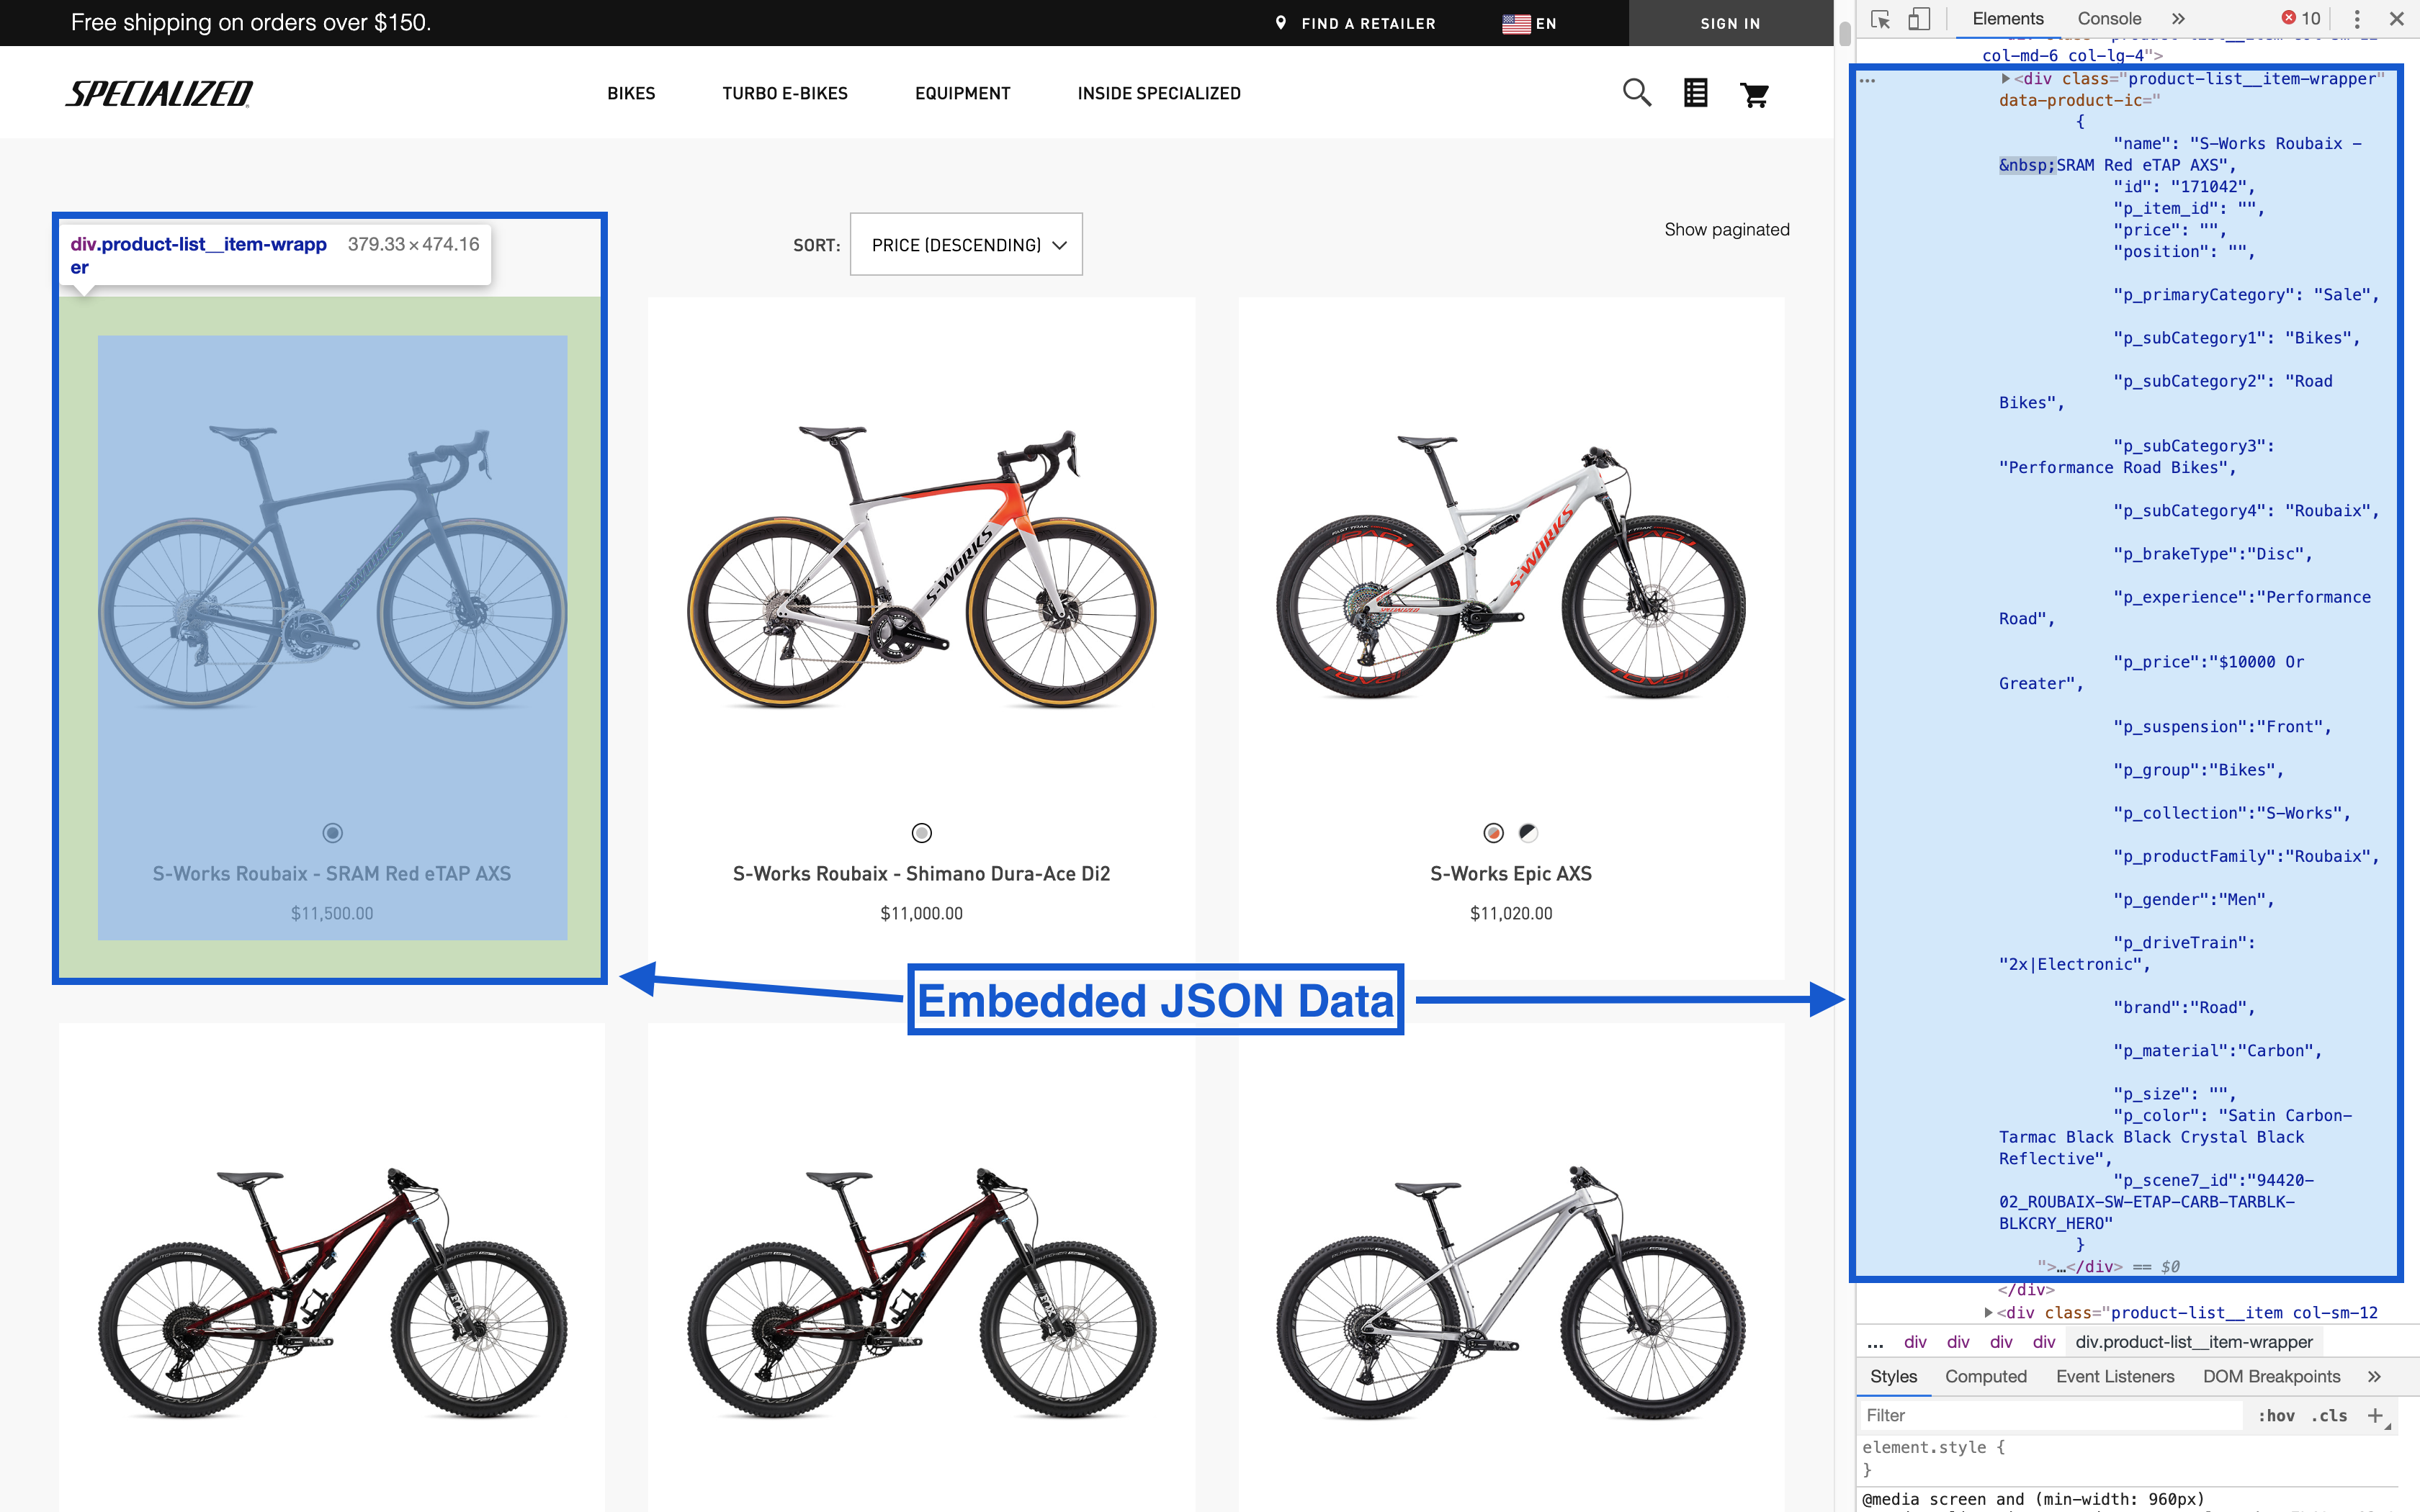 Free shipping on orders over $150.
FIND A RETAILER
EN
SIGN IN
SPECIALIZED
BIKES
TURBO E-BIKES
EQUIPMENT
INSIDE SPECIALIZED
div.product-list__item-wrapp
er
379.33 × 474.16
SORT:
PRICE (DESCENDING)
Show paginated
S-WORKS
S-WORKS
S-Works Roubaix - SRAM Red eTAP AXS
$11,500.00
S-Works Roubaix - Shimano Dura-Ace Di2
$11,000.00
S-Works Epic AXS
$11,020.00
Embedded JSON Data
FOX
FOX
Elements
Console
10
col-md-6 col-lg-4">
<div class="product-list__item-wrapper"
data-product-ic="
{
"name": "S-Works Roubaix -
&nbsp;SRAM Red eTAP AXS",
"id": "171042",
"p_item_id": "",
"price": "",
"position": "",
"p_primaryCategory": "Sale",
"p_subCategory1": "Bikes",
"p_subCategory2": "Road
Bikes",
"p_subCategory3":
"Performance Road Bikes",
"p_subCategory4": "Roubaix",
"p_brakeType":"Disc",
"p_experience":"Performance
Road",
"p_price":"$10000 Or
Greater",
"p_suspension":"Front",
"p_group":"Bikes",
"p_collection":"S-Works",
"p_productFamily":"Roubaix",
"p_gender":"Men",
"p_driveTrain":
"2x|Electronic",
"brand":"Road",
"p_material":"Carbon",
"p_size": "",
"p_color": "Satin Carbon-
Tarmac Black Black Crystal Black
Reflective",
"p_scene7_id":"94420-
02_ROUBAIX-SW-ETAP-CARB-TARBLK-
BLKCRY_HERO"
}
">…</div> == $0
</div>
<div class="product-list__item col-sm-12
... div div div div div.product-list__item-wrapper
Styles
Computed
Event Listeners
DOM Breakpoints
Filter
:hov
.cls
element.style {
}
@media screen and (min-width: 960px)